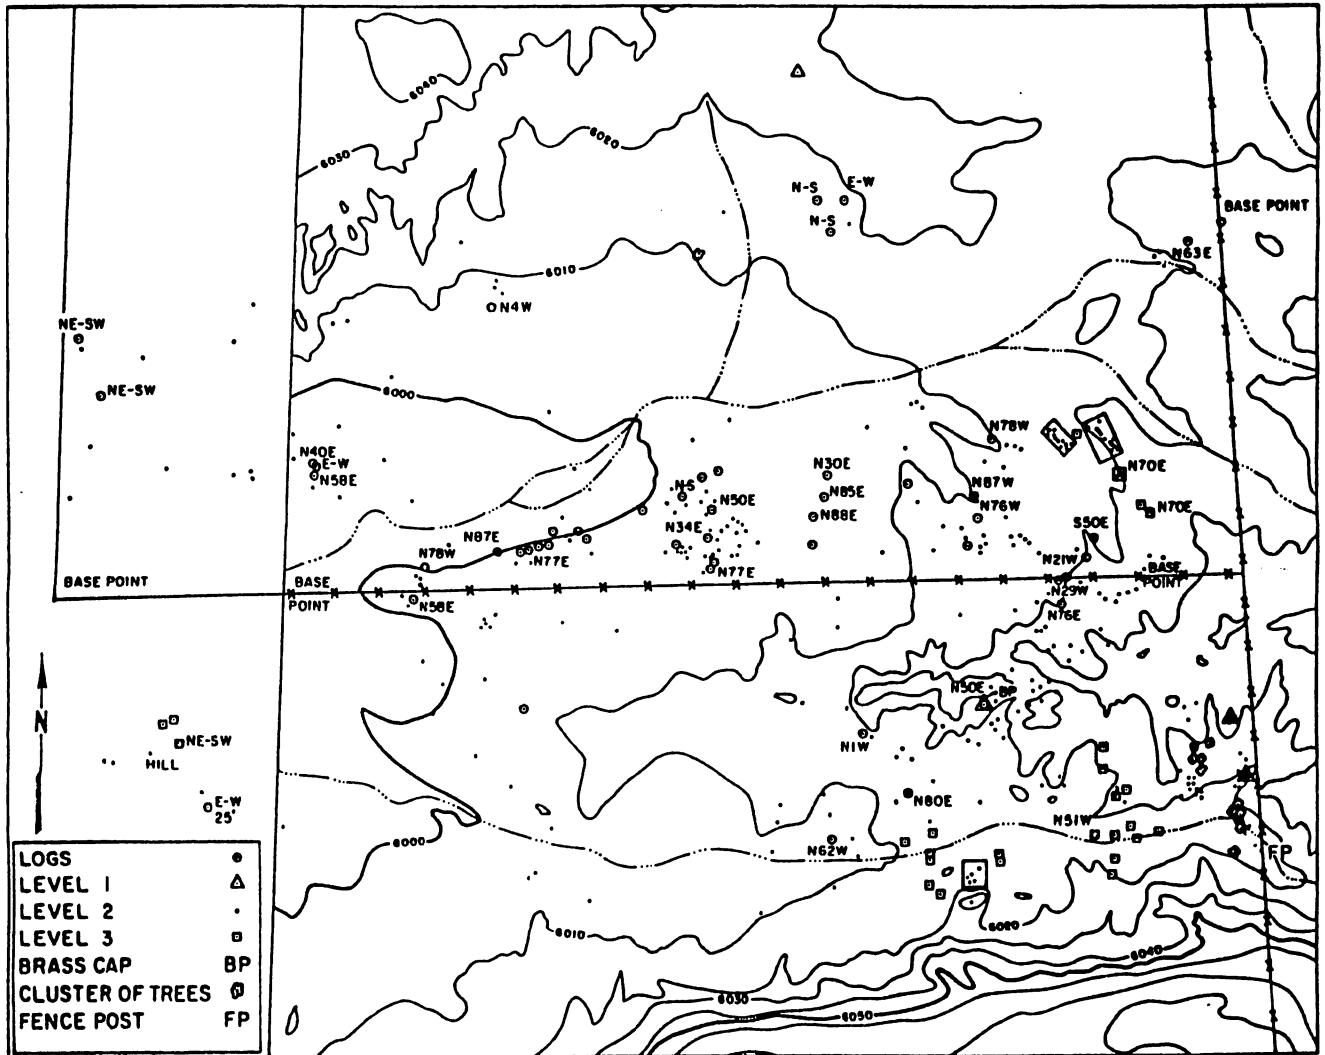 6040
6020
6030
N-S E-W
N-S
BASE POINT
N63E
6010
N4W
NE-SW
NE-SW
6000
N78W
N40E
E-W
N58E
N30E
N70E
N-S
N50E
N85E
N87W
N76W
N70E
N88E
N34E
S50E
N87E
N78W
N77E
N77E
N21W
BASE
POINT
BASE POINT
BASE
POINT
N29W
N58E
N76E
N
N50E
BP
NE-SW
HILL
N1W
E-W
25'
N80E
N51W
6000
N62W
FP
LOGS
LEVEL 1
LEVEL 2
LEVEL 3
BRASS CAP BP
CLUSTER OF TREES
FENCE POST FP
6010
6020
6040
6030
6050